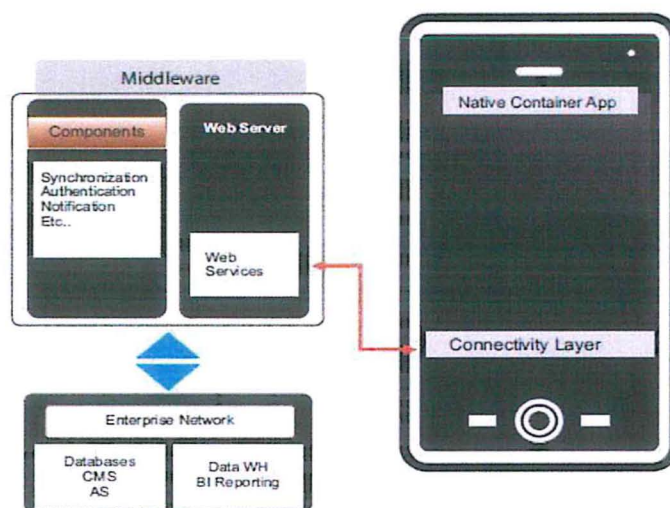 Middleware
Components
Synchronization
Authentication
Notification
Etc..
Web Server
Web
Services
Native Container App
Connectivity Layer
Enterprise Network
Databases
CMS
AS
Data WH
BI Reporting